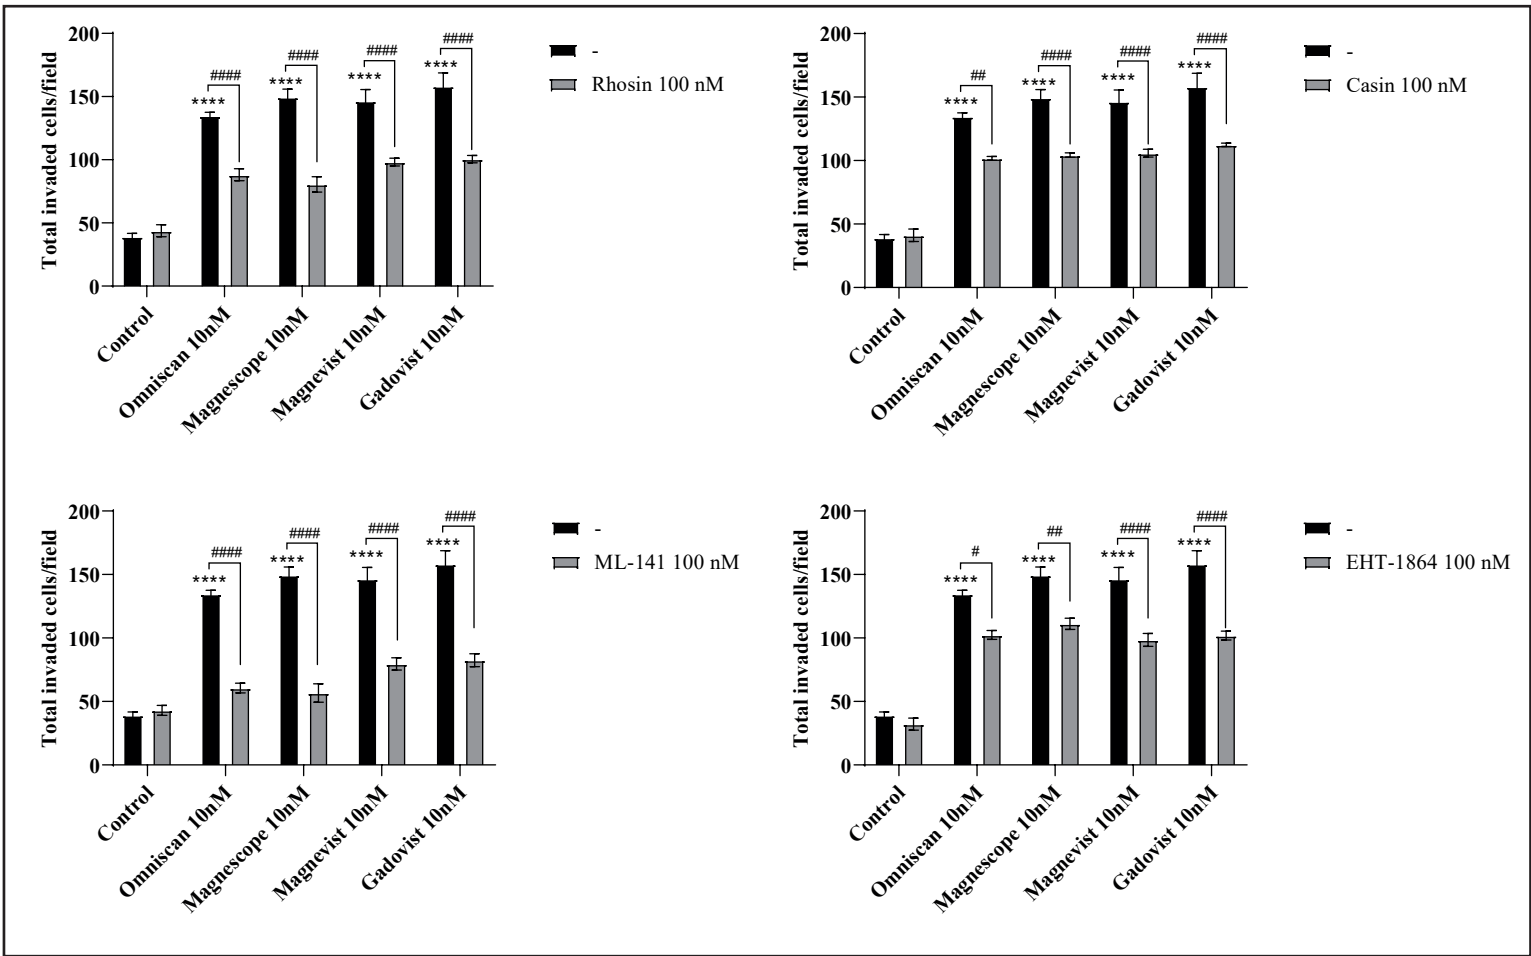 Total invaded cells/field
200
150
100
50
0
****
####
****
####
****
####
****
####
-
Rhosin 100 nM
Control
Omniscan 10nM
Magnescope 10nM
Magnevist 10nM
Gadovist 10nM
Total invaded cells/field
200
150
100
50
0
****
##
****
####
****
####
****
####
-
Casin 100 nM
Control
Omniscan 10nM
Magnescope 10nM
Magnevist 10nM
Gadovist 10nM
Total invaded cells/field
200
150
100
50
0
****
####
****
####
****
####
****
####
-
ML-141 100 nM
Control
Omniscan 10nM
Magnescope 10nM
Magnevist 10nM
Gadovist 10nM
Total invaded cells/field
200
150
100
50
0
****
#
****
##
****
####
****
####
-
EHT-1864 100 nM
Control
Omniscan 10nM
Magnescope 10nM
Magnevist 10nM
Gadovist 10nM